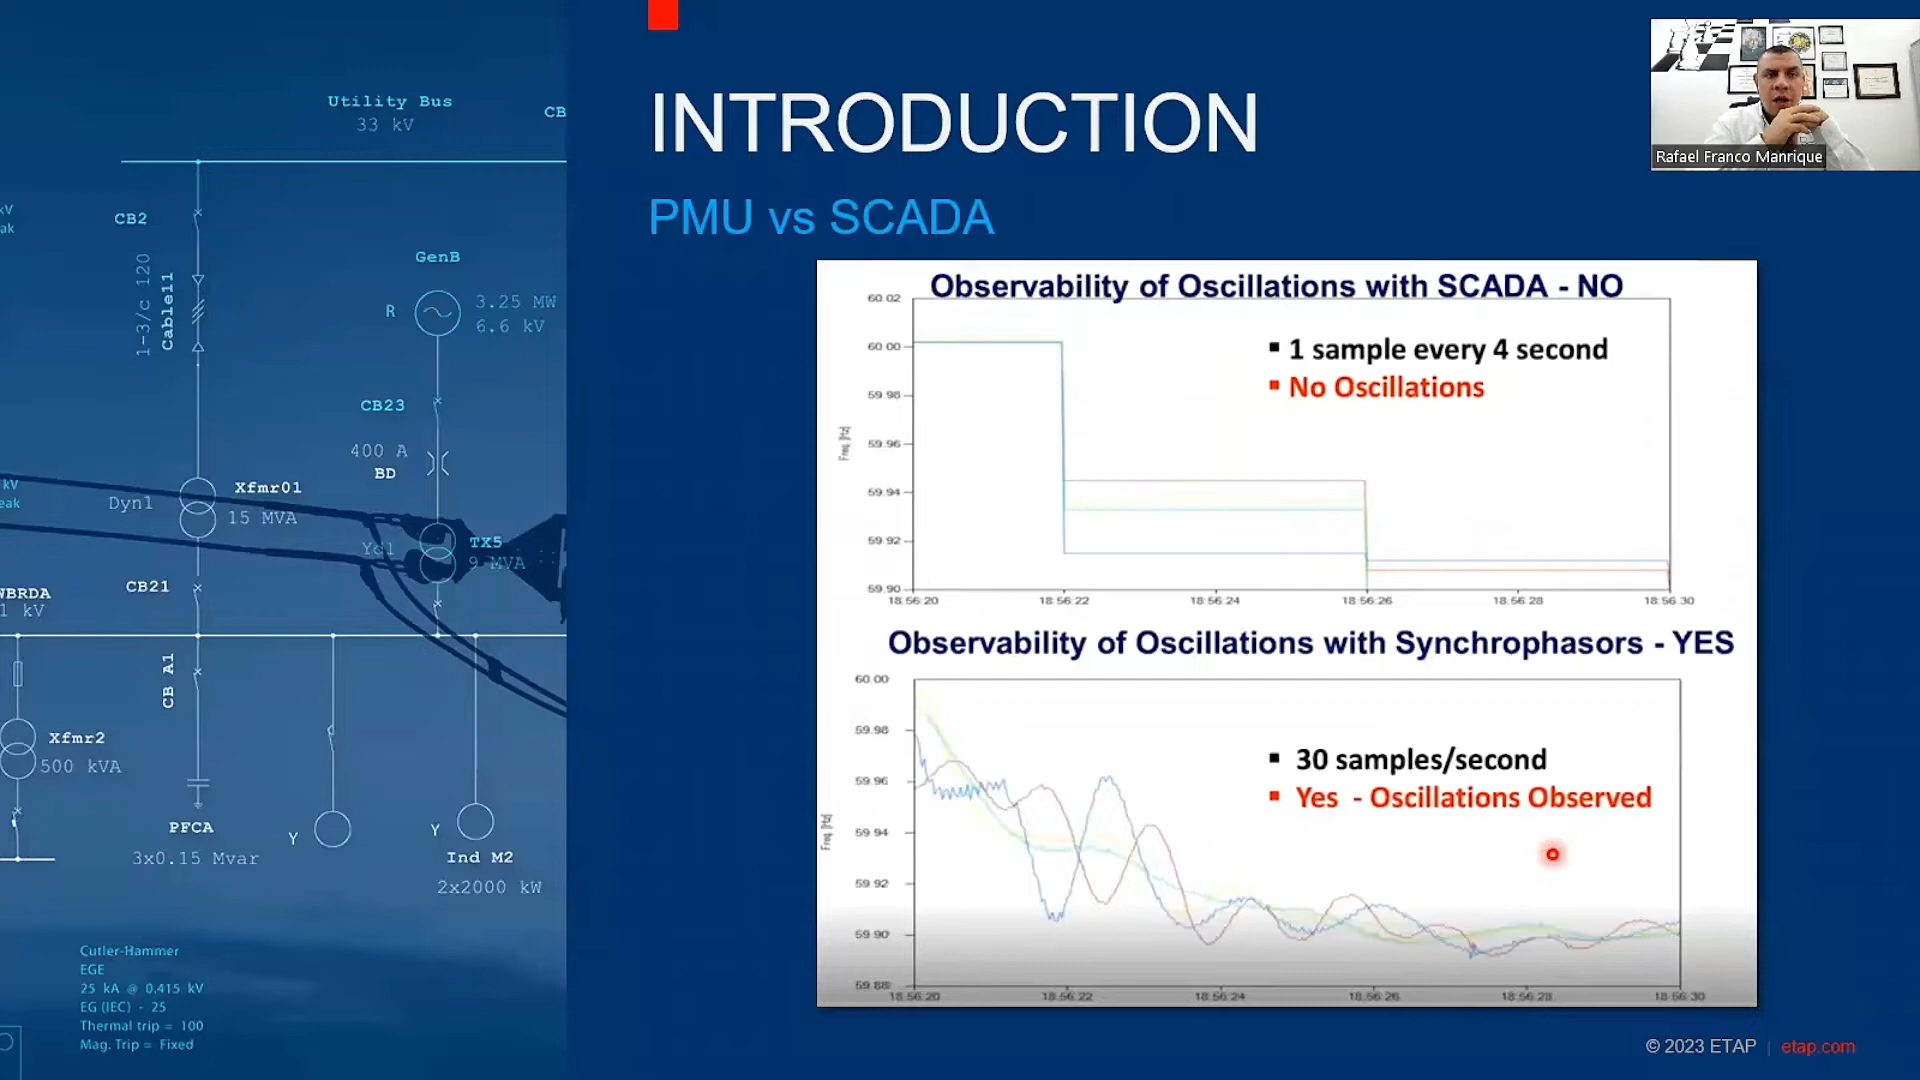 Utility Bus
33 kV
CB
kV
ak
CB2
1-3/c 120
Cable11
GenB
R
3.25 MW
6.6 kV
CB23
400 A
BD
kV
eak
Dyn1
Xfmr01
15 MVA
Yd1
TX5
9 MVA
CB21
WBRDA
1 kV
CB A1
Xfmr2
500 kVA
PFCA
3x0.15 Mvar
Y
Y
Ind M2
2x2000 kW
Cutler-Hammer
EGE
25 kA @ 0.415 kV
EG (IEC) - 25
Thermal trip = 100
Mag. Trip = Fixed
INTRODUCTION
PMU vs SCADA
Rafael Franco Manrique
Observability of Oscillations with SCADA - NO
60.02
60.00
59.98
59.96
59.94
59.92
59.90
Freq. [Hz]
▪ 1 sample every 4 second
▪ No Oscillations
18:56:20 18:56:22 18:56:24 18:56:26 18:56:28 18:56:30
Observability of Oscillations with Synchrophasors - YES
60.00
59.98
59.96
59.94
59.92
59.90
59.88
Freq. [Hz]
▪ 30 samples/second
▪ Yes - Oscillations Observed
18:56:20 18:56:22 18:56:24 18:56:26 18:56:28 18:56:30
© 2023 ETAP | etap.com